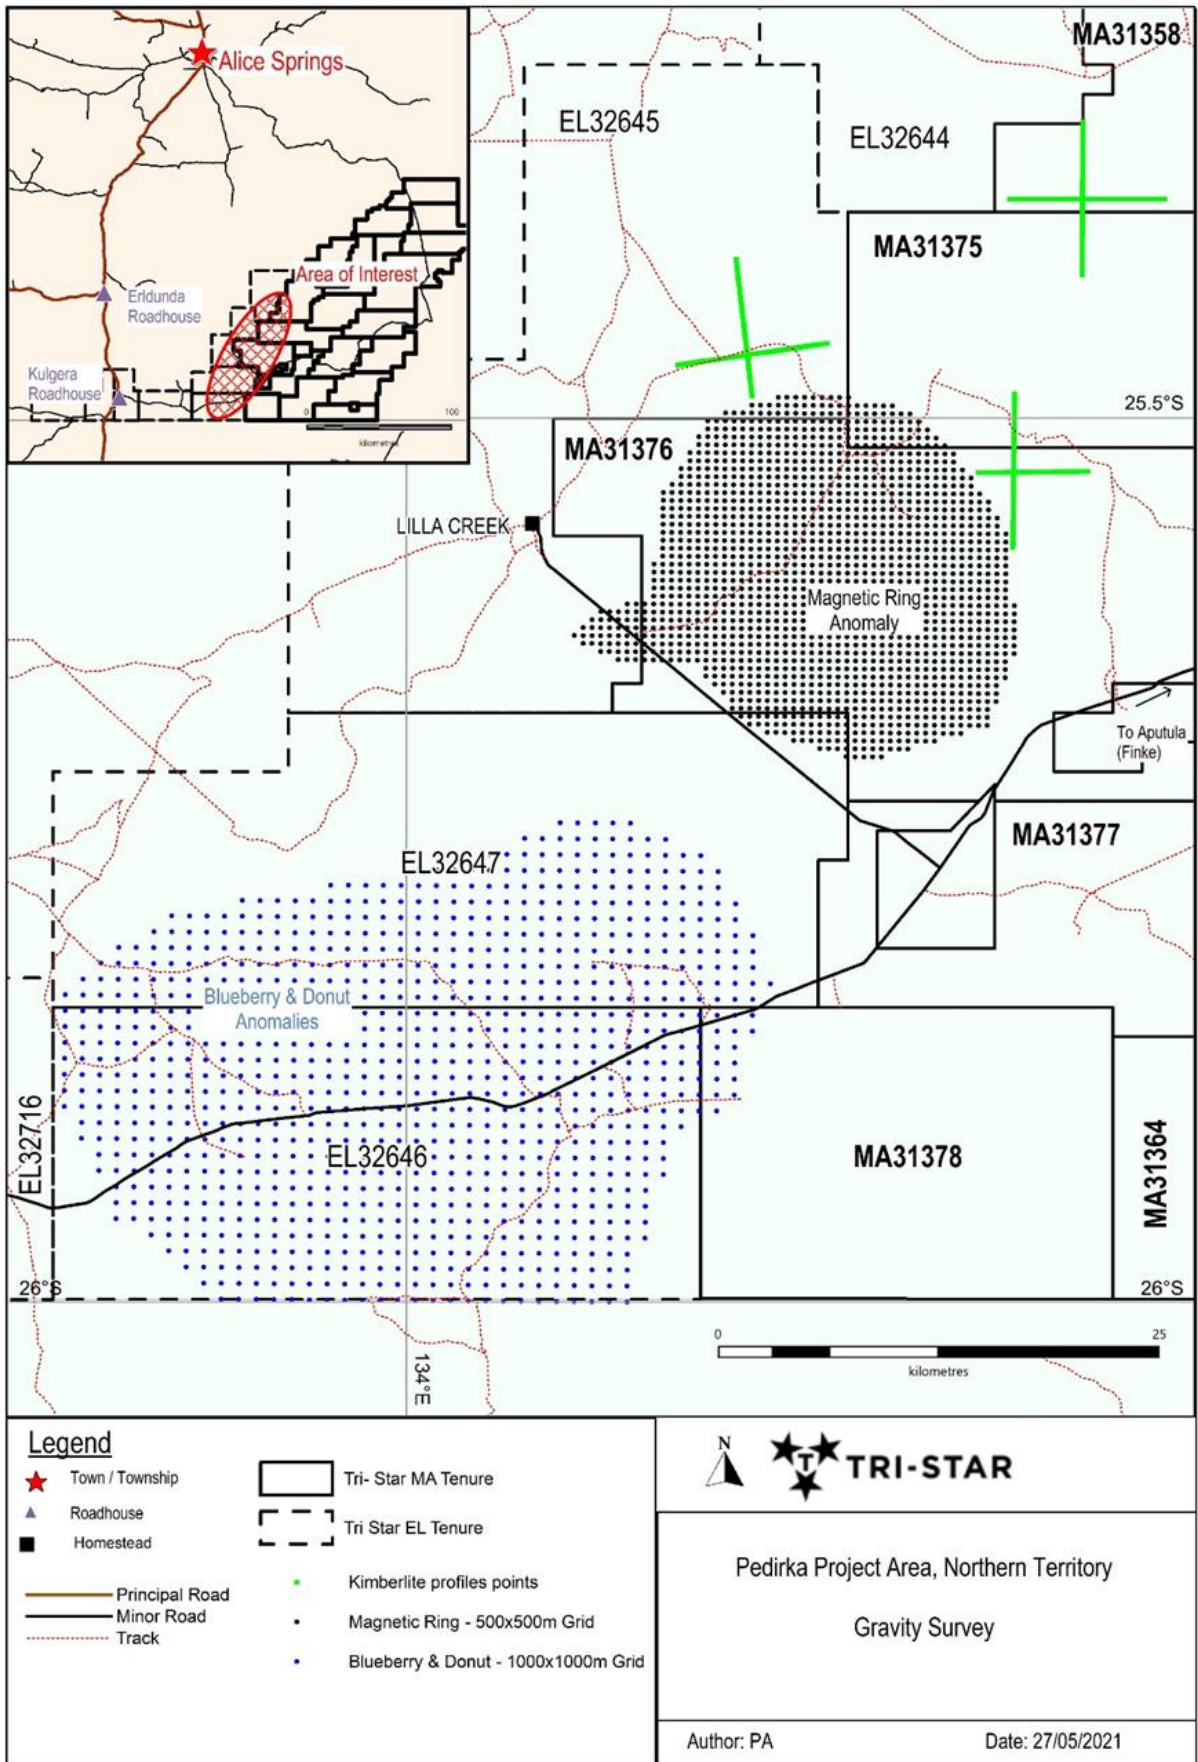 Alice Springs
Area of Interest
Erldunda
Roadhouse
Kulgera
Roadhouse
0
100
kilometres
MA31358
EL32645
EL32644
MA31375
25.5°S
MA31376
LILLA CREEK
Magnetic Ring
Anomaly
To Aputula
(Finke)
MA31377
EL32647
Blueberry & Donut
Anomalies
EL32716
EL32646
MA31378
MA31364
26°S
26°S
0
25
kilometres
134°E
Legend
Town / Township
Roadhouse
Homestead
Principal Road
Minor Road
Track
Tri- Star MA Tenure
Tri Star EL Tenure
Kimberlite profiles points
Magnetic Ring - 500x500m Grid
Blueberry & Donut - 1000x1000m Grid
N
T
TRI-STAR
Pedirka Project Area, Northern Territory
Gravity Survey
Author: PA
Date: 27/05/2021